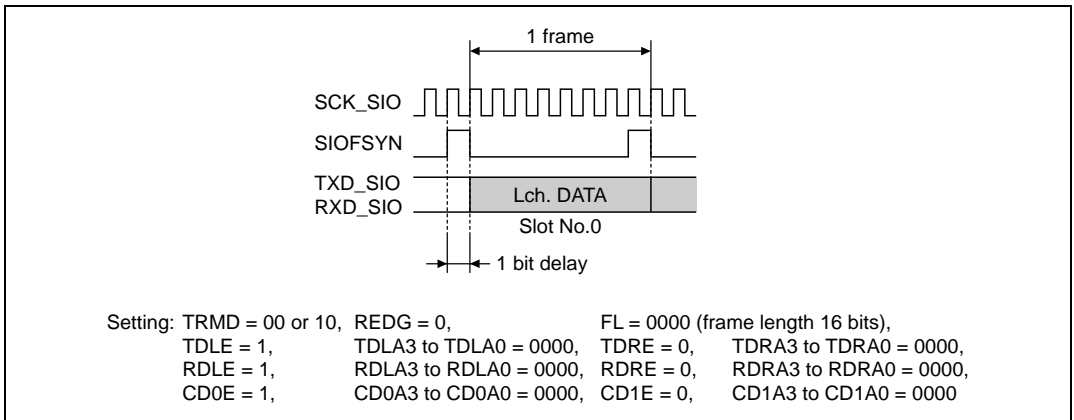 1 frame
SCK_SIO
SIOFSYN
TXD_SIO
RXD_SIO
Lch. DATA
Slot No.0
1 bit delay
Setting: TRMD = 00 or 10, REDG = 0, FL = 0000 (frame length 16 bits),
TDLE = 1, TDLA3 to TDLA0 = 0000, TDRE = 0, TDRA3 to TDRA0 = 0000,
RDLE = 1, RDLA3 to RDLA0 = 0000, RDRE = 0, RDRA3 to RDRA0 = 0000,
CD0E = 1, CD0A3 to CD0A0 = 0000, CD1E = 0, CD1A3 to CD1A0 = 0000